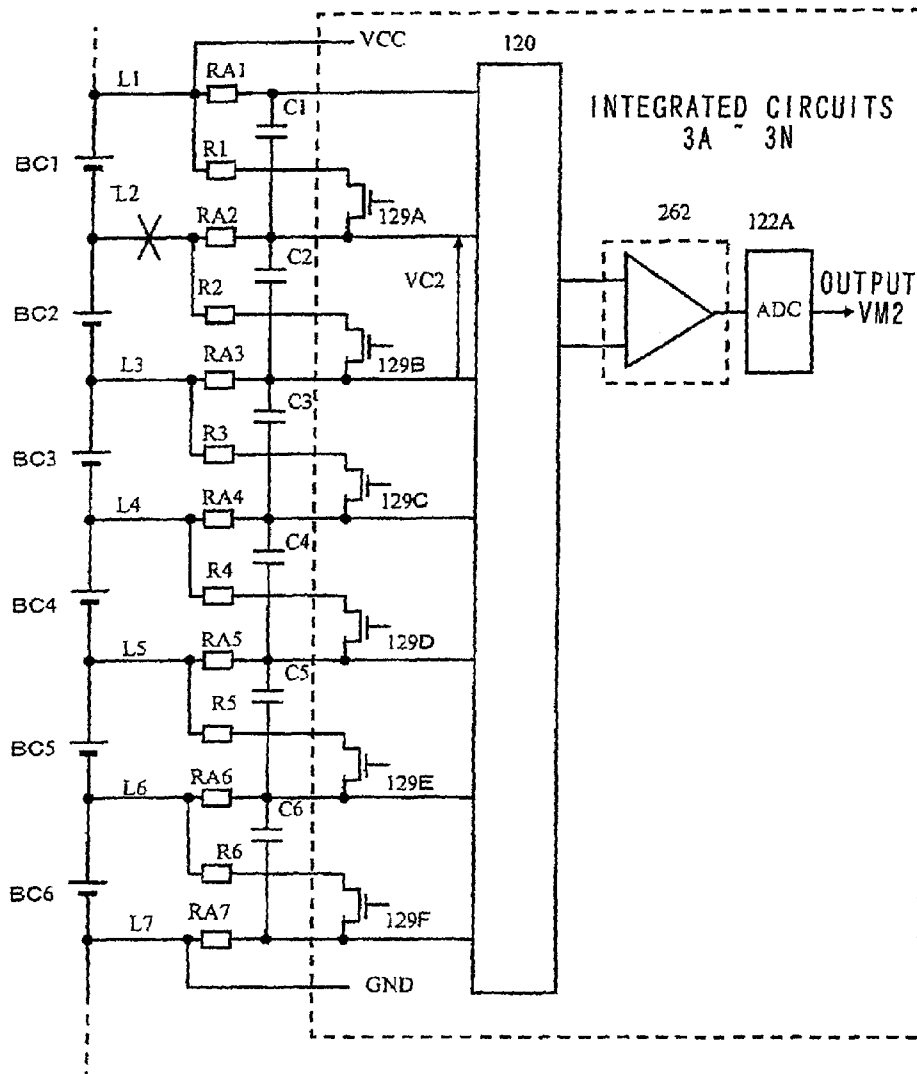 VCC
120
L1
RA1
C1
INTEGRATED CIRCUITS
3A ~ 3N
R1
BC1
L2
RA2
129A
262
122A
C2
VC2
OUTPUT
R2
ADC
VM2
BC2
L3
RA3
129B
C3
R3
BC3
L4
RA4
129C
C4
R4
BC4
L5
RA5
129D
C5
R5
BC5
L6
RA6
129E
C6
R6
BC6
L7
RA7
129F
GND